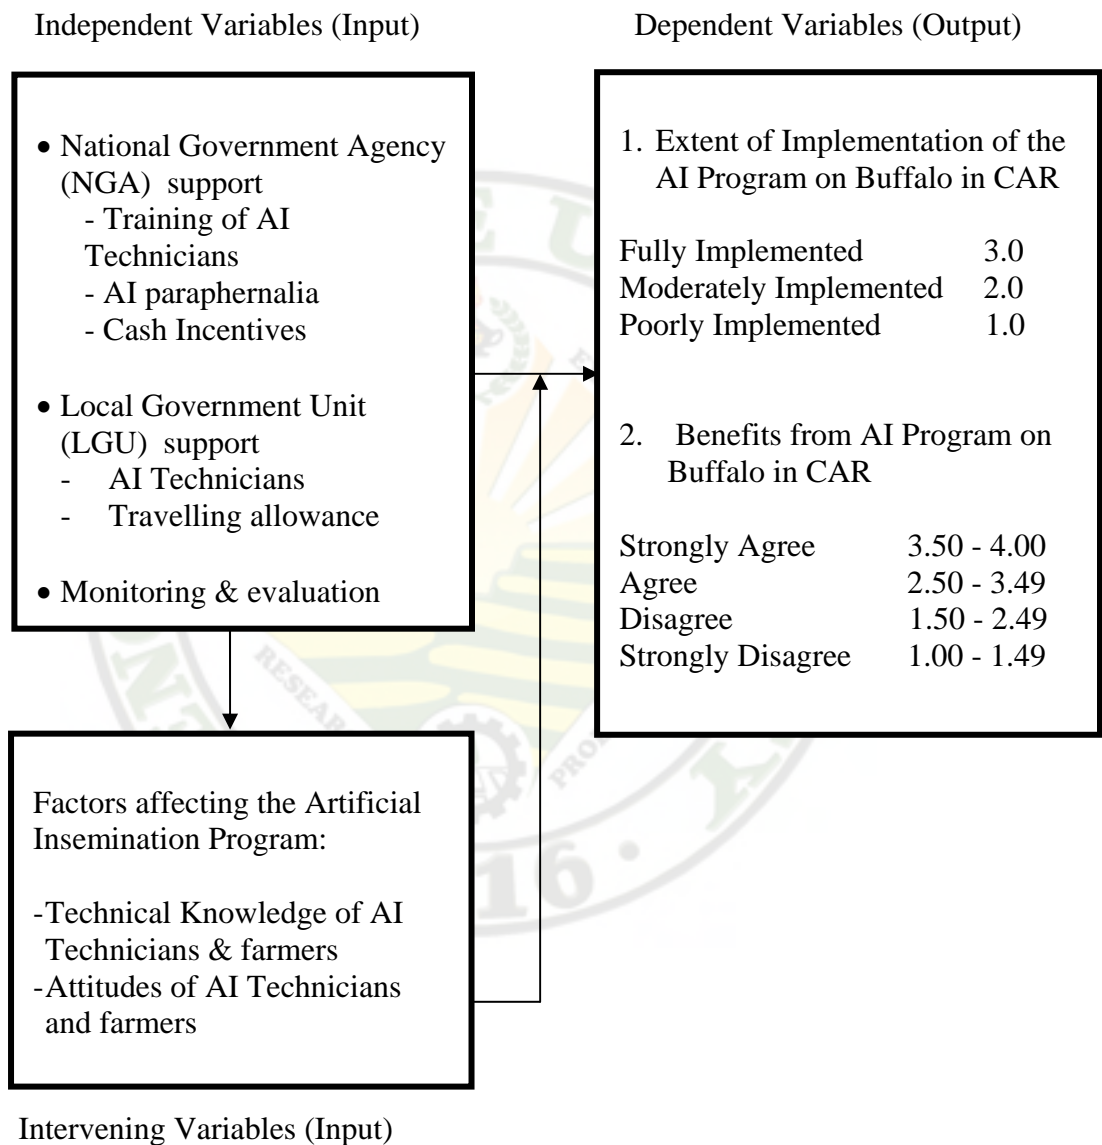 Independent Variables (Input)
Dependent Variables (Output)
• National Government Agency
(NGA) support
- Training of AI
Technicians
- AI paraphernalia
- Cash Incentives
• Local Government Unit
(LGU) support
- AI Technicians
- Travelling allowance
• Monitoring & evaluation
1. Extent of Implementation of the
AI Program on Buffalo in CAR
Fully Implemented 3.0
Moderately Implemented 2.0
Poorly Implemented 1.0
2. Benefits from AI Program on
Buffalo in CAR
Strongly Agree 3.50 - 4.00
Agree 2.50 - 3.49
Disagree 1.50 - 2.49
Strongly Disagree 1.00 - 1.49
Factors affecting the Artificial
Insemination Program:
-Technical Knowledge of AI
Technicians & farmers
-Attitudes of AI Technicians
and farmers
Intervening Variables (Input)